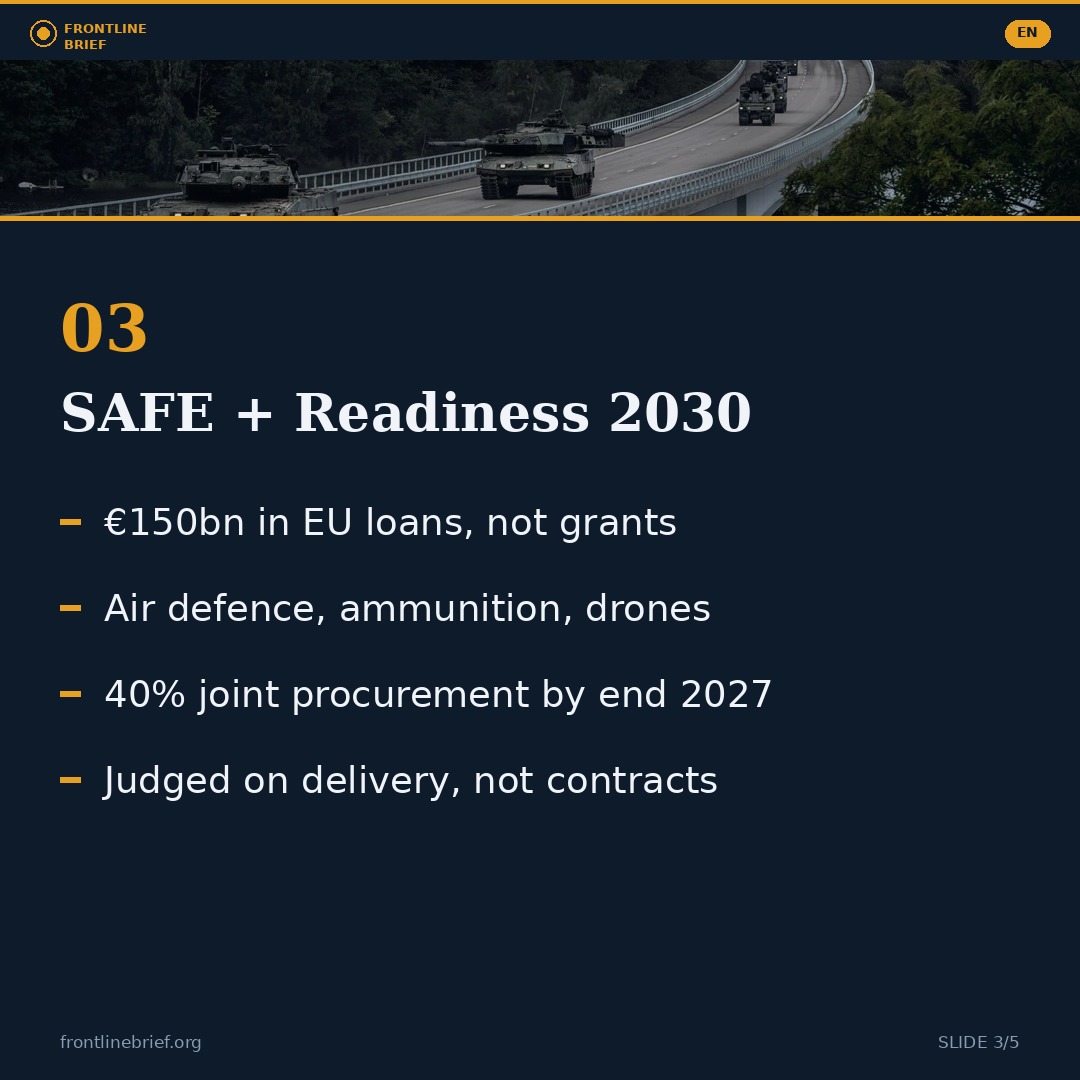 FRONTLINE
BRIEF
EN
03
SAFE + Readiness 2030
– €150bn in EU loans, not grants
– Air defence, ammunition, drones
– 40% joint procurement by end 2027
– Judged on delivery, not contracts
frontlinebrief.org
SLIDE 3/5